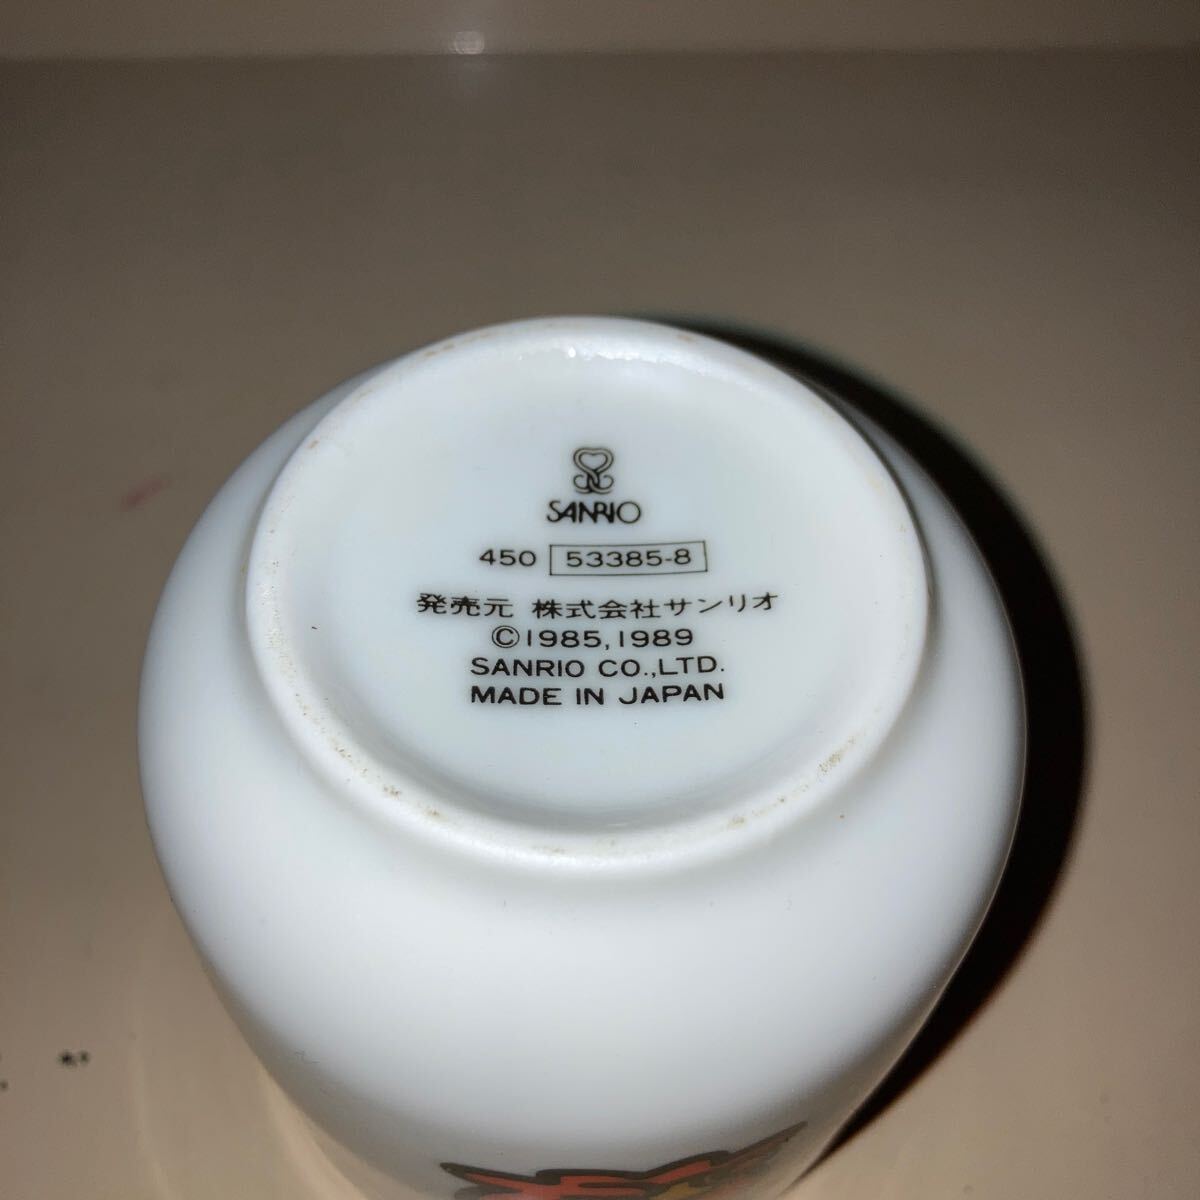 SANRIO
450 53385-8
発売元 株式会社サンリオ
©1985,1989
SANRIO CO.,LTD.
MADE IN JAPAN